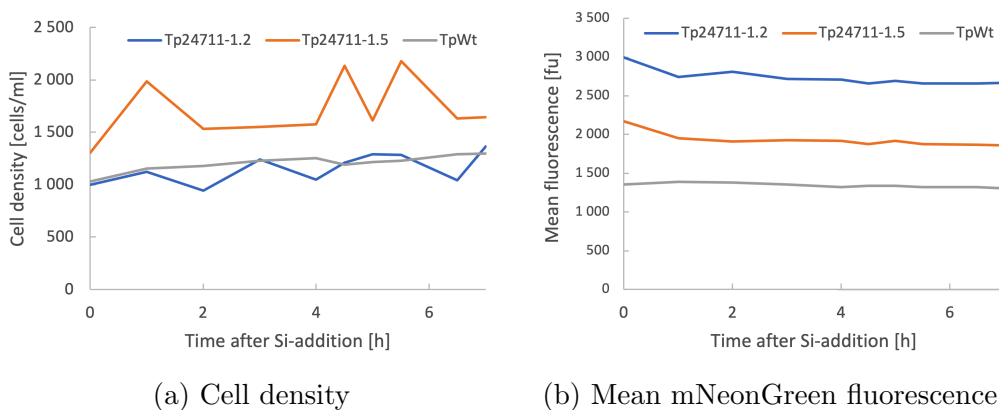 2 500
Tp24711-1.2 Tp24711-1.5 TpWt
2 000
1 500
1 000
500
0
Cell density [cells/ml]
0 2 4 6
Time after Si-addition [h]
(a) Cell density
3 500
Tp24711-1.2 Tp24711-1.5 TpWt
3 000
2 500
2 000
1 500
1 000
500
0
Mean fluorescence [fu]
0 2 4 6
Time after Si-addition [h]
(b) Mean mNeonGreen fluorescence